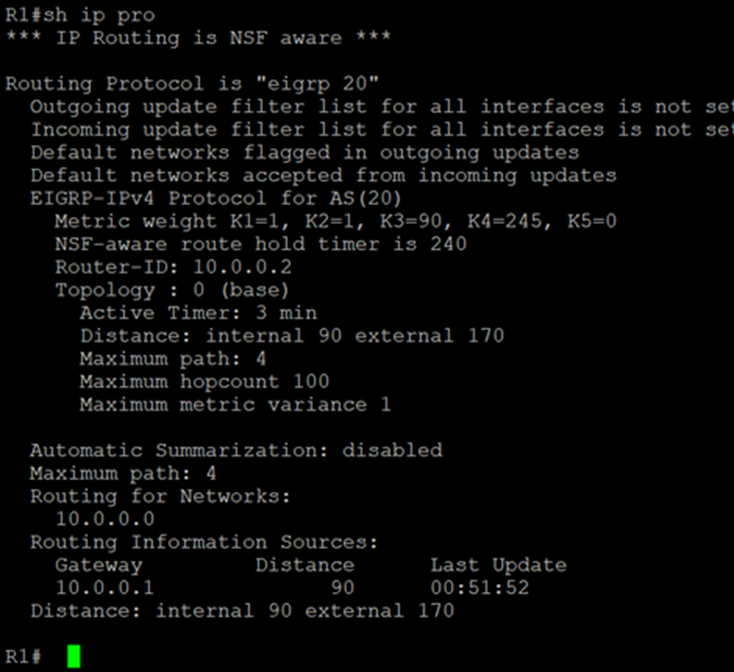 R1#sh ip pro
*** IP Routing is NSF aware ***
Routing Protocol is "eigrp 20"
Outgoing update filter list for all interfaces is not set
Incoming update filter list for all interfaces is not set
Default networks flagged in outgoing updates
Default networks accepted from incoming updates
EIGRP-IPv4 Protocol for AS(20)
Metric weight K1=1, K2=1, K3=90, K4=245, K5=0
NSF-aware route hold timer is 240
Router-ID: 10.0.0.2
Topology : 0 (base)
Active Timer: 3 min
Distance: internal 90 external 170
Maximum path: 4
Maximum hopcount 100
Maximum metric variance 1
Automatic Summarization: disabled
Maximum path: 4
Routing for Networks:
10.0.0.0
Routing Information Sources:
Gateway Distance Last Update
10.0.0.1 90 00:51:52
Distance: internal 90 external 170
R1#